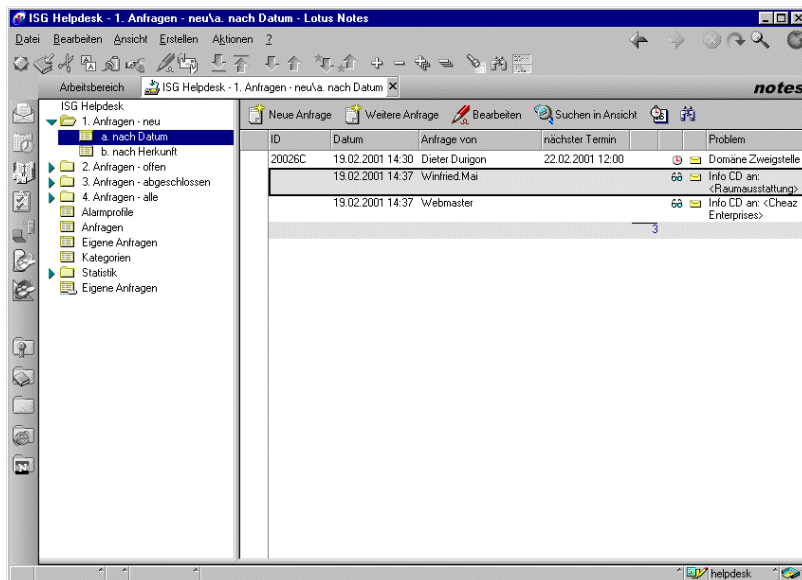 ISG Helpdesk - 1. Anfragen - neu\a. nach Datum - Lotus Notes
Datei Bearbeiten Ansicht Erstellen Aktionen ?
Arbeitsbereich ISG Helpdesk - 1. Anfragen - neu\a. nach Datum notes
ISG Helpdesk
1. Anfragen - neu
a. nach Datum
b. nach Herkunft
2. Anfragen - offen
3. Anfragen - abgeschlossen
4. Anfragen - alle
Alarmprofile
Anfragen
Eigene Anfragen
Kategorien
Statistik
Eigene Anfragen
Neue Anfrage Weitere Anfrage Bearbeiten Suchen in Ansicht
ID Datum Anfrage von nächster Termin Problem
20026C 19.02.2001 14:30 Dieter Durigon 22.02.2001 12:00 Domäne Zweigstelle
19.02.2001 14:37 Winfried.Mai Info CD an:
<Raumausstattung>
19.02.2001 14:37 Webmaster Info CD an: <Cheaz
Enterprises>
3
helpdesk